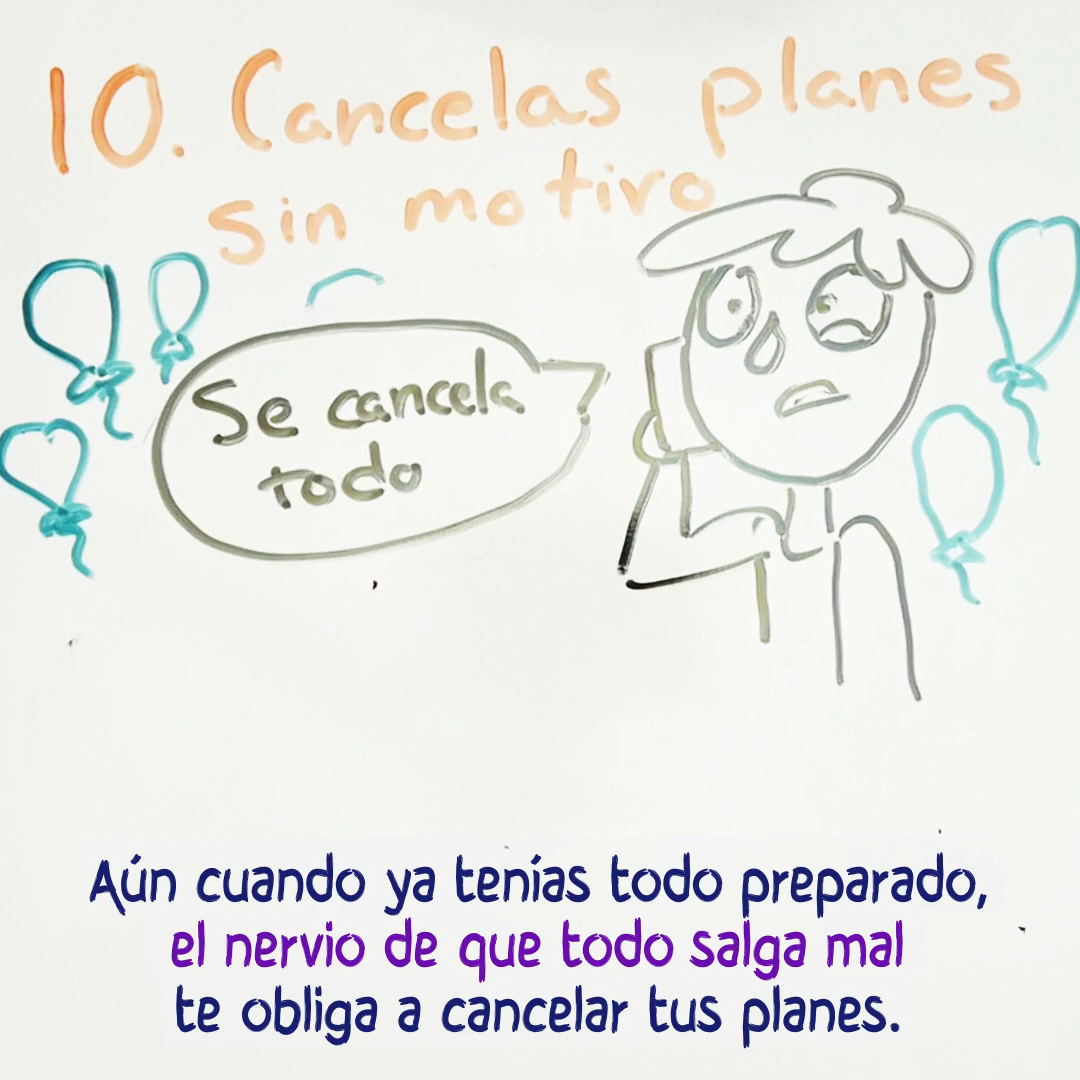 10. Cancelas planes
sin motivo
Se cancela
todo
Aún cuando ya tenías todo preparado,
el nervio de que todo salga mal
te obliga a cancelar tus planes.